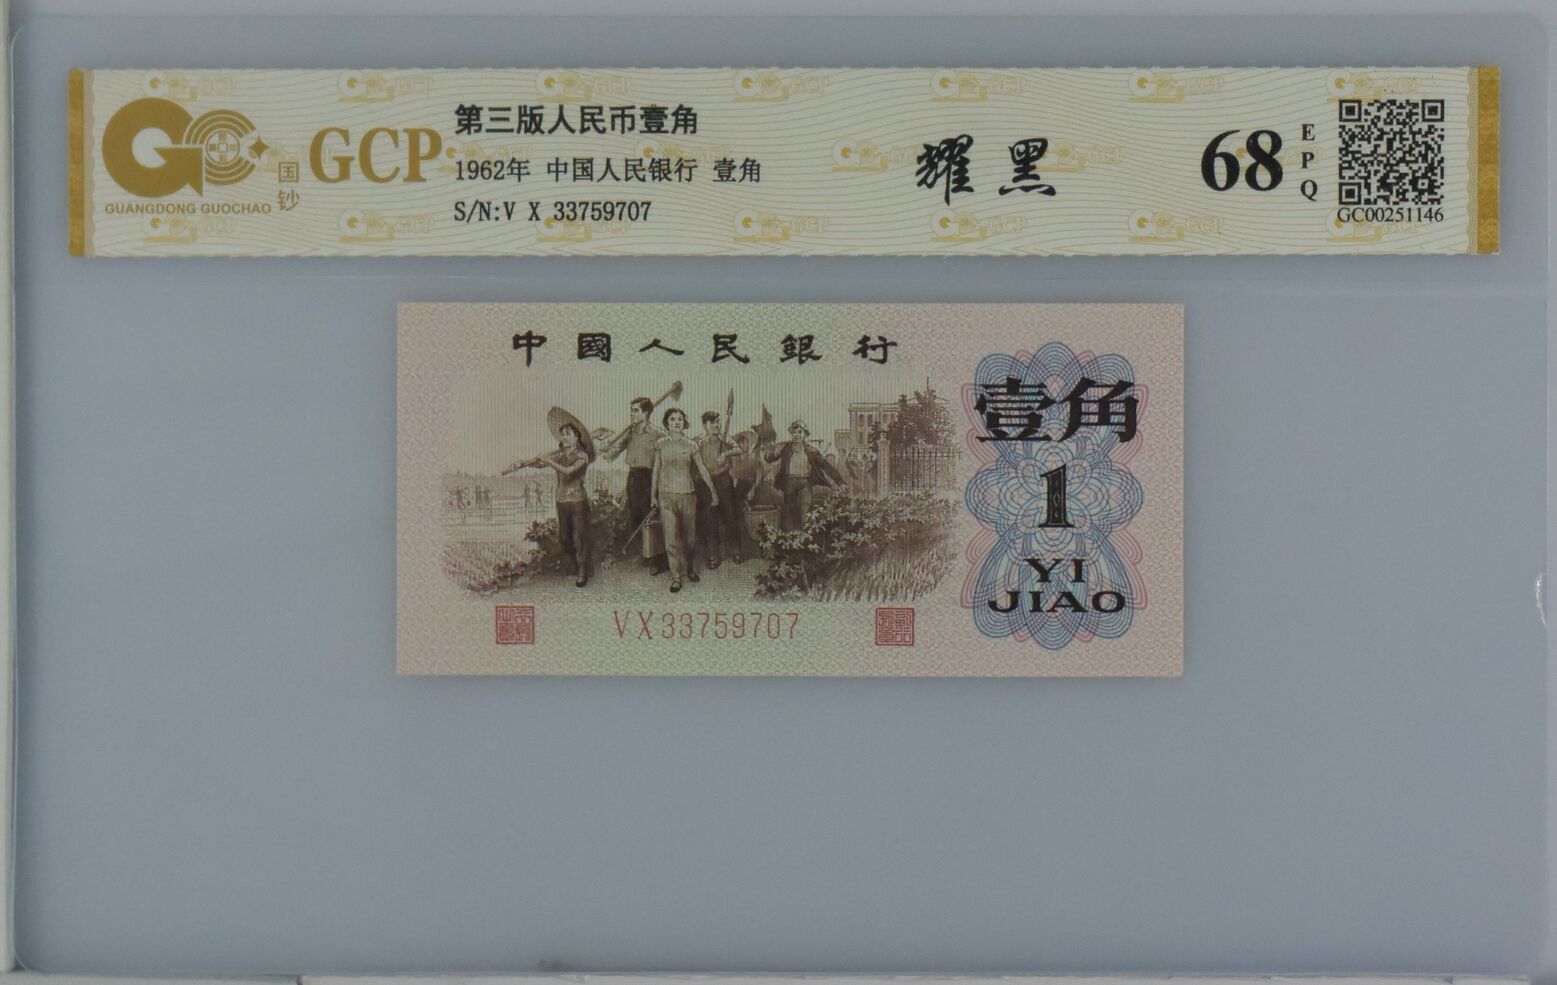 GUANGDONG GUOCHAO
国钞
GCP
第三版人民币壹角
1962年 中国人民银行 壹角
S/N:V X 33759707
耀黑
68
EPQ
GC00251146
中國人民銀行
壹角
1
YI
JIAO
VX33759707